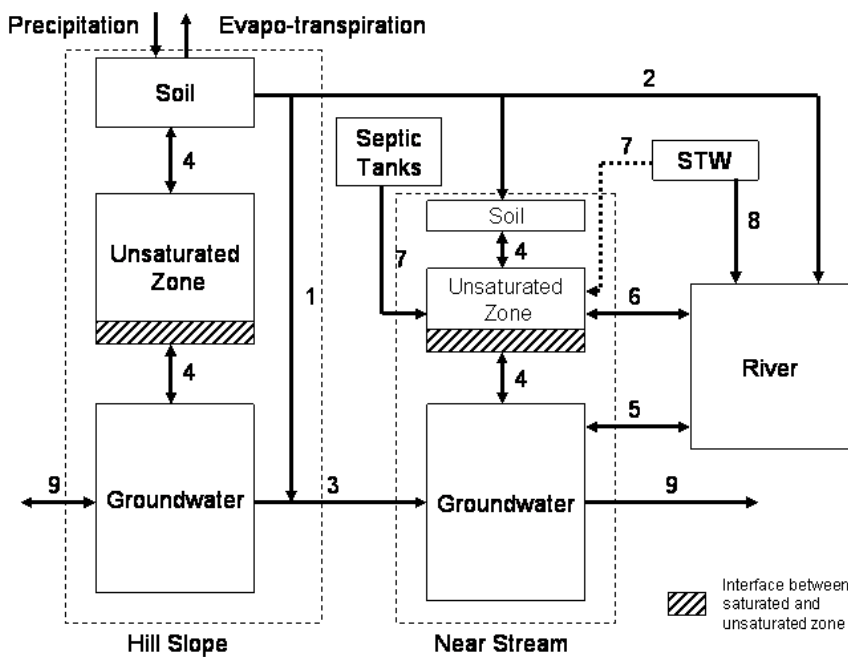 Precipitation
Evapo-transpiration
Soil
2
Septic
Tanks
7
STW
4
Soil
8
Unsaturated
Zone
4
7
Unsaturated
Zone
1
6
4
4
River
5
9
Groundwater
3
Groundwater
9
Interface between
saturated and
unsaturated zone
Hill Slope
Near Stream